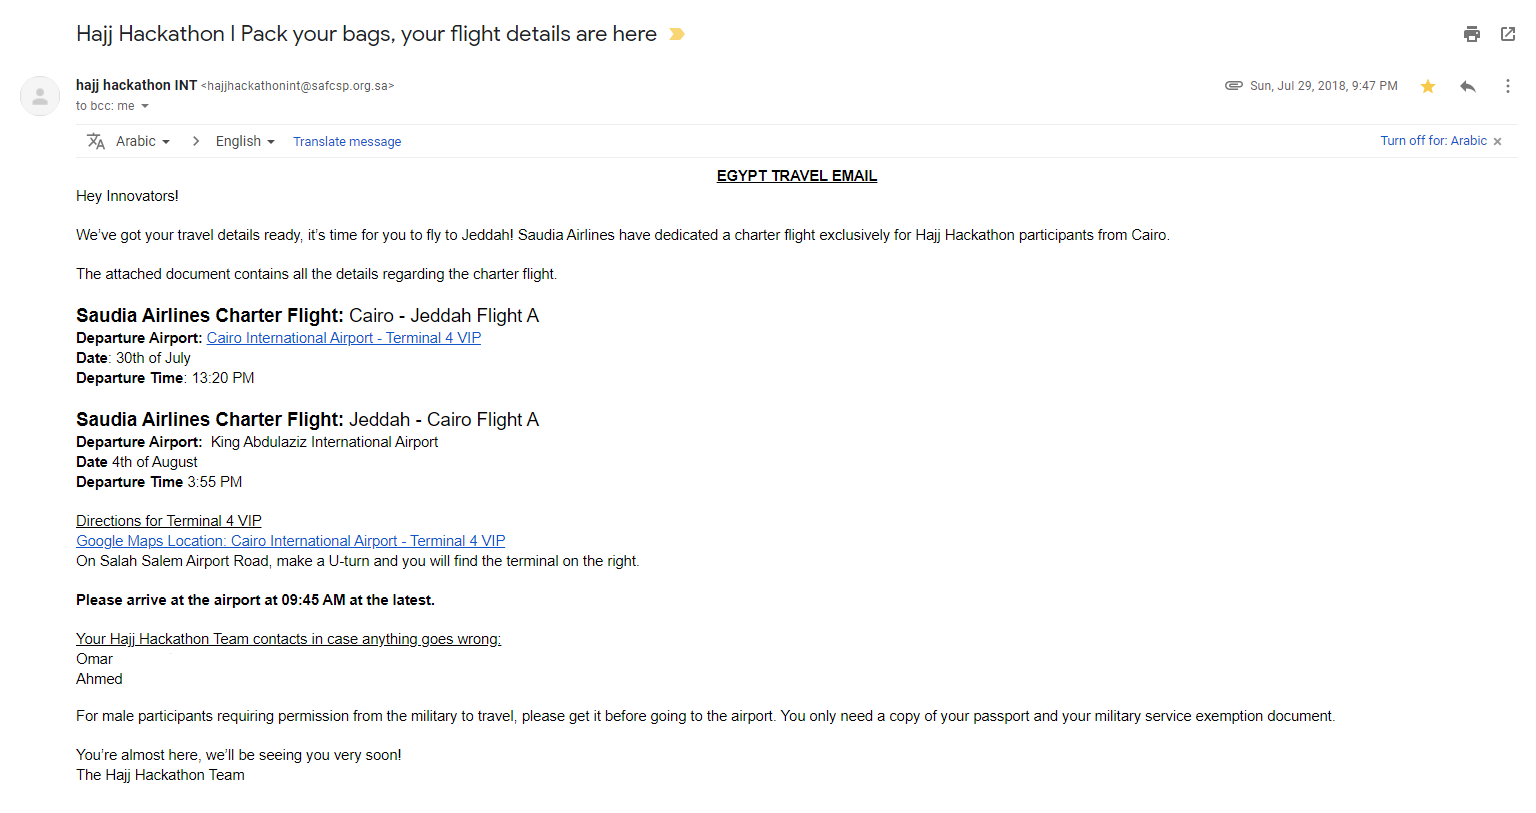 Hajj Hackathon l Pack your bags, your flight details are here
hajj hackathon INT <hajjhackathonint@safcsp.org.sa>
Sun, Jul 29, 2018, 9:47 PM
to bcc: me
Arabic > English Translate message
Turn off for: Arabic ×
EGYPT TRAVEL EMAIL
Hey Innovators!
We’ve got your travel details ready, it’s time for you to fly to Jeddah! Saudia Airlines have dedicated a charter flight exclusively for Hajj Hackathon participants from Cairo.
The attached document contains all the details regarding the charter flight.
Saudia Airlines Charter Flight: Cairo - Jeddah Flight A
Departure Airport: Cairo International Airport - Terminal 4 VIP
Date: 30th of July
Departure Time: 13:20 PM
Saudia Airlines Charter Flight: Jeddah - Cairo Flight A
Departure Airport: King Abdulaziz International Airport
Date 4th of August
Departure Time 3:55 PM
Directions for Terminal 4 VIP
Google Maps Location: Cairo International Airport - Terminal 4 VIP
On Salah Salem Airport Road, make a U-turn and you will find the terminal on the right.
Please arrive at the airport at 09:45 AM at the latest.
Your Hajj Hackathon Team contacts in case anything goes wrong:
Omar
Ahmed
For male participants requiring permission from the military to travel, please get it before going to the airport. You only need a copy of your passport and your military service exemption document.
You’re almost here, we’ll be seeing you very soon!
The Hajj Hackathon Team